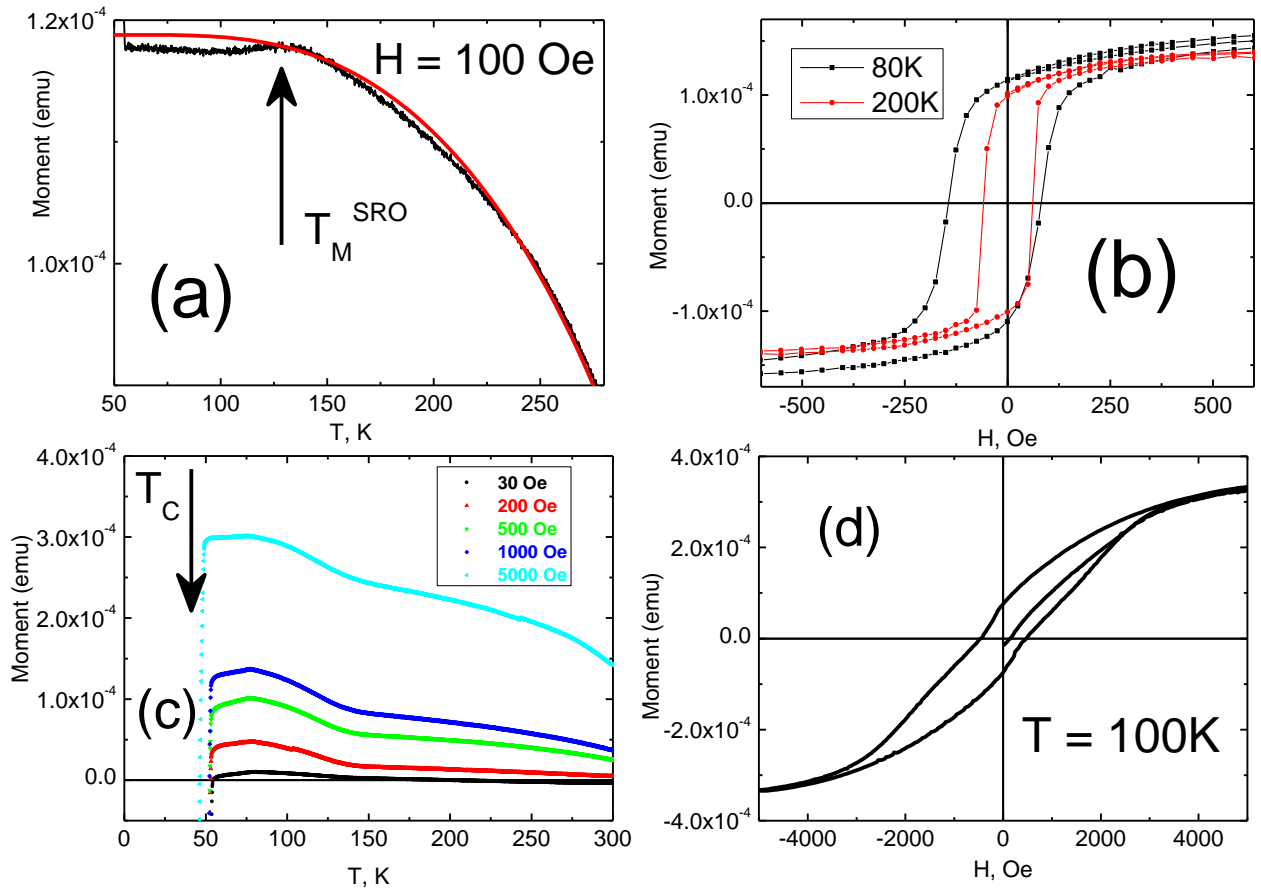 1.2x10-4
1.0x10-4
Moment (emu)
H = 100 Oe
TMSRO
(a)
50 100 150 200 250
T, K
1.0x10-4
0.0
-1.0x10-4
Moment (emu)
80K
200K
(b)
-500 -250 0 250 500
H, Oe
4.0x10-4
3.0x10-4
2.0x10-4
1.0x10-4
0.0
Moment (emu)
TC
30 Oe
200 Oe
500 Oe
1000 Oe
5000 Oe
(c)
0 50 100 150 200 250 300
T, K
4.0x10-4
2.0x10-4
0.0
-2.0x10-4
-4.0x10-4
Moment (emu)
(d)
T = 100K
-4000 -2000 0 2000 4000
H, Oe